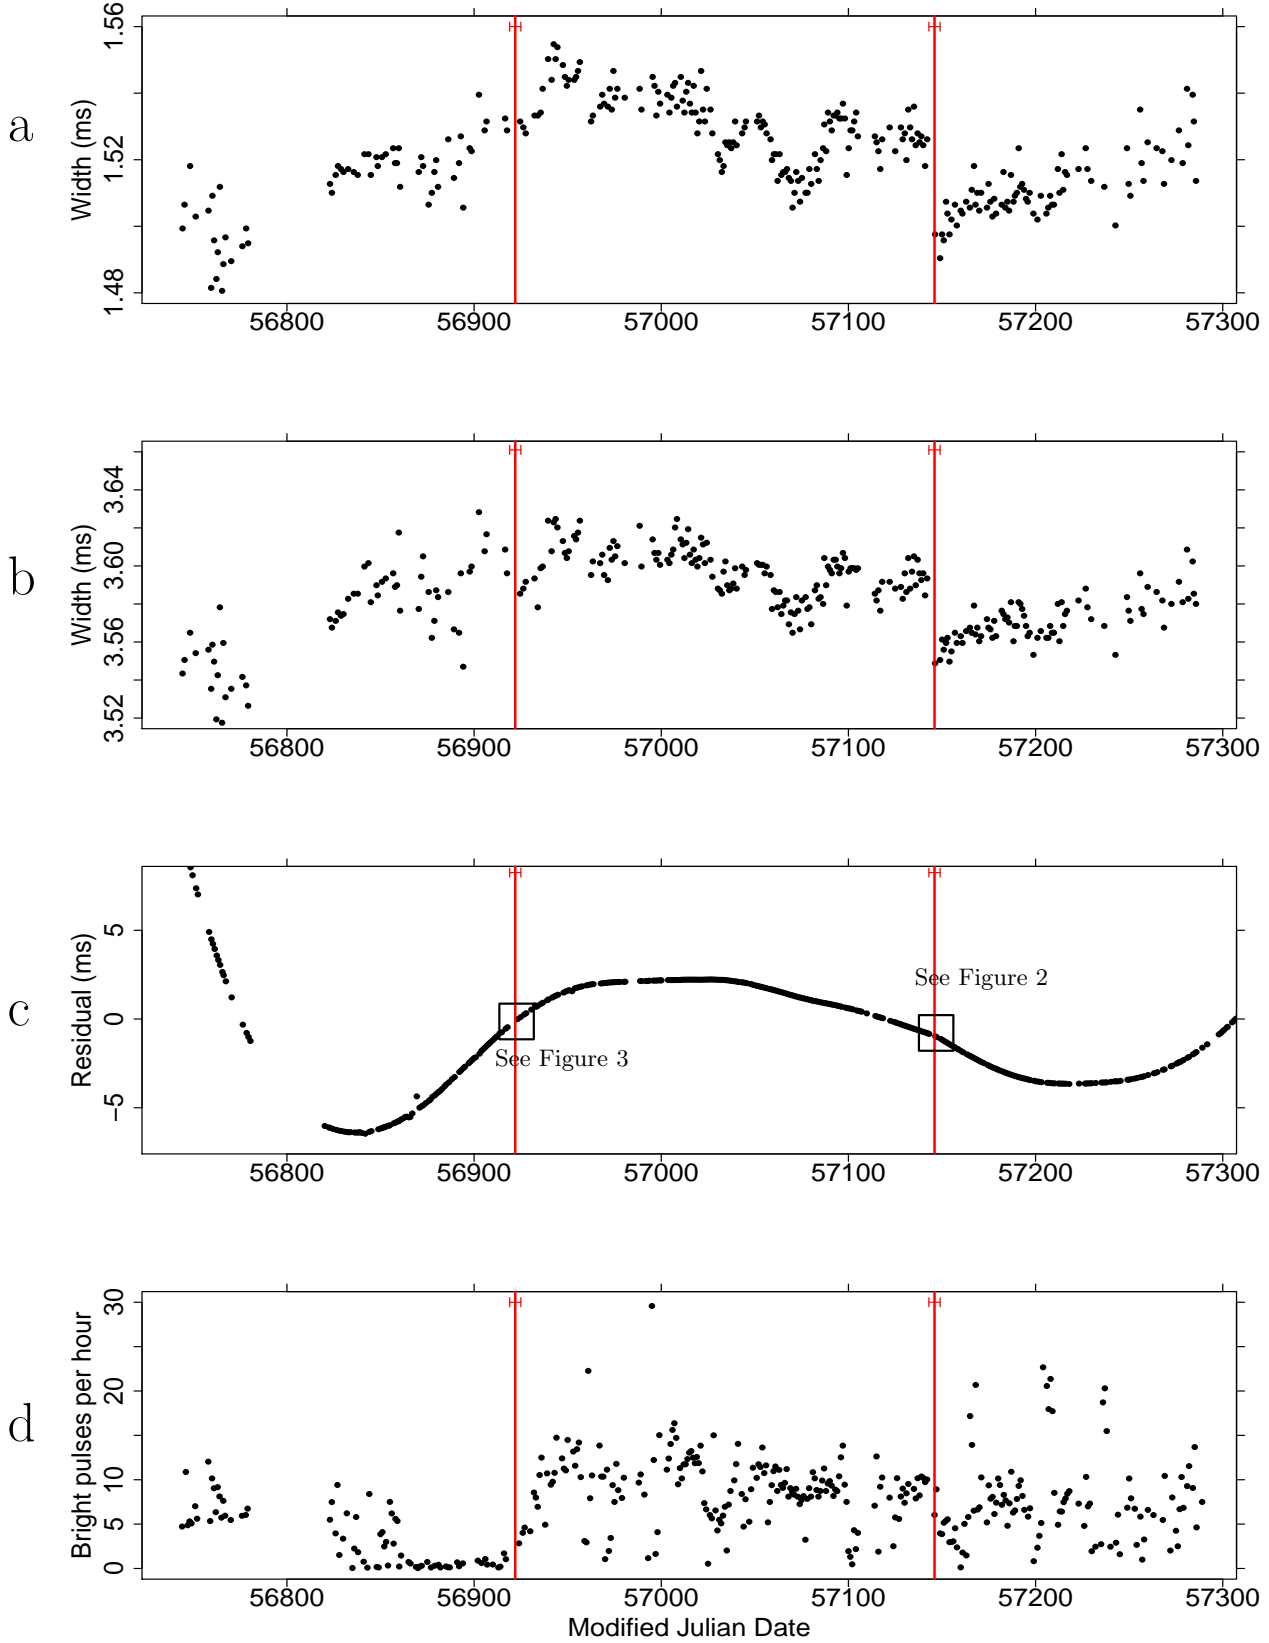 a
Width (ms)
1.56
1.52
1.48
56800 56900 57000 57100 57200 57300
b
Width (ms)
3.64
3.60
3.56
3.52
56800 56900 57000 57100 57200 57300
c
Residual (ms)
5
0
−5
See Figure 2
See Figure 3
56800 56900 57000 57100 57200 57300
d
Bright pulses per hour
30
20
10
5
0
56800 56900 57000 57100 57200 57300
Modified Julian Date